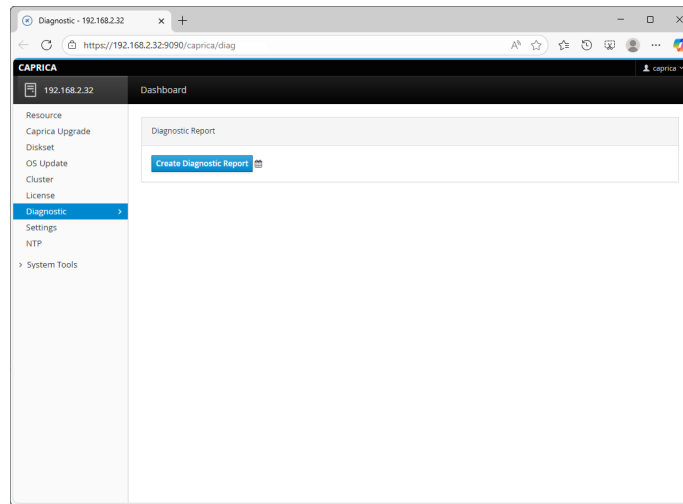 Diagnostic - 192.168.2.32
https://192.168.2.32:9090/caprica/diag
CAPRICA
caprica
192.168.2.32
Dashboard
Resource
Caprica Upgrade
Diskset
OS Update
Cluster
License
Diagnostic
Settings
NTP
System Tools
Diagnostic Report
Create Diagnostic Report